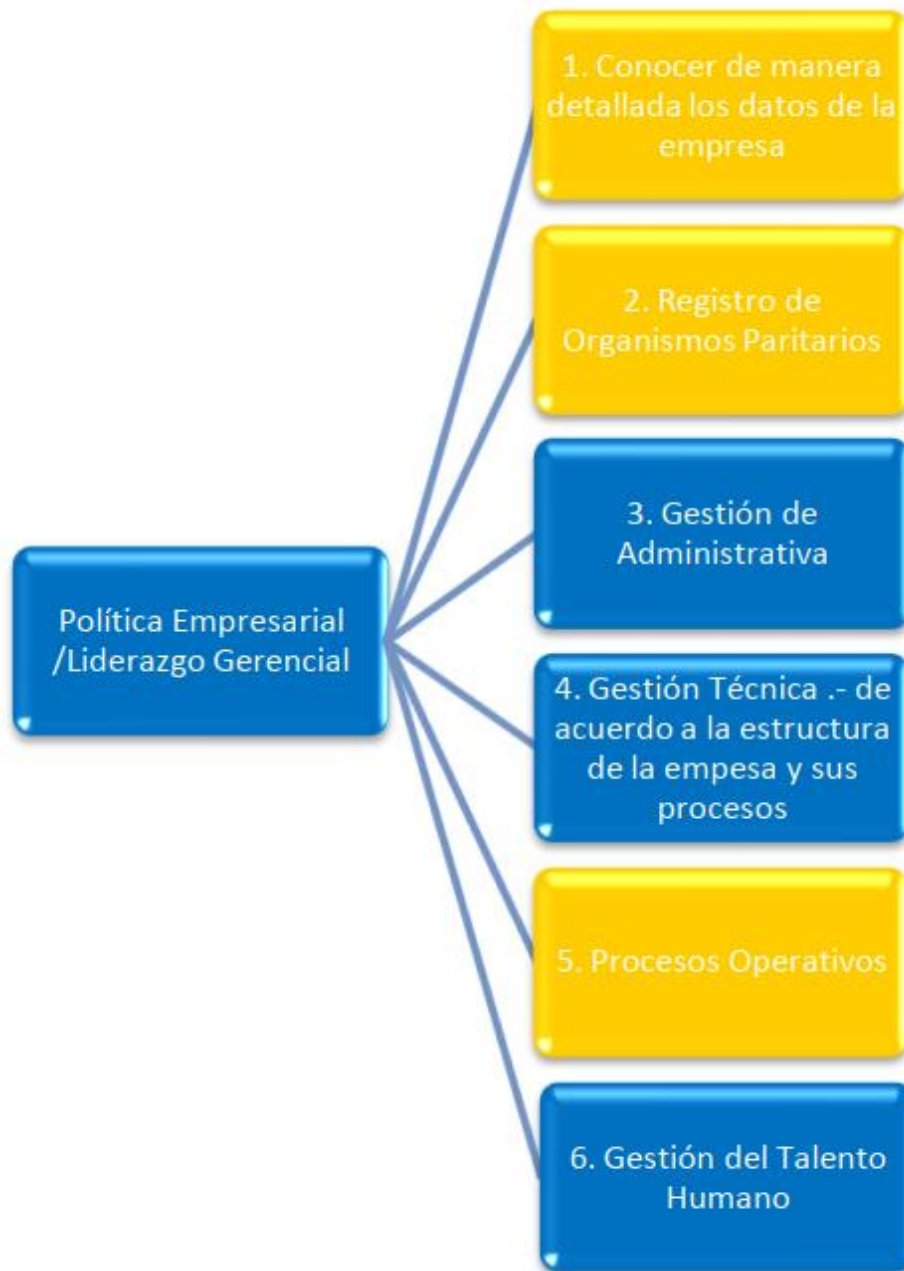 1. Conocer de manera
detallada los datos de la
empresa
2. Registro de
Organismos Paritarios
3. Gestión de
Administrativa
Política Empresarial
/Liderazgo Gerencial
4. Gestión Técnica .- de
acuerdo a la estructura
de la empesa y sus
procesos
5. Procesos Operativos
6. Gestión del Talento
Humano